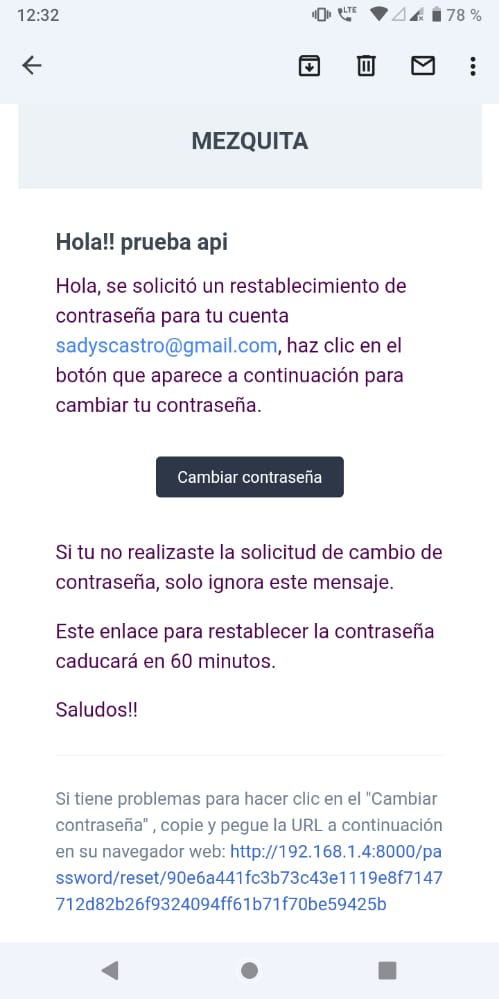 12:32
LTE
78 %
MEZQUITA
Hola!! prueba api
Hola, se solicitó un restablecimiento de
contraseña para tu cuenta
sadyscastro@gmail.com, haz clic en el
botón que aparece a continuación para
cambiar tu contraseña.
Cambiar contraseña
Si tu no realizaste la solicitud de cambio de
contraseña, solo ignora este mensaje.
Este enlace para restablecer la contraseña
caducará en 60 minutos.
Saludos!!
Si tiene problemas para hacer clic en el "Cambiar
contraseña" , copie y pegue la URL a continuación
en su navegador web: http://192.168.1.4:8000/pa
ssword/reset/90e6a441fc3b73c43e1119e8f7147
712d82b26f9324094ff61b71f70be59425b